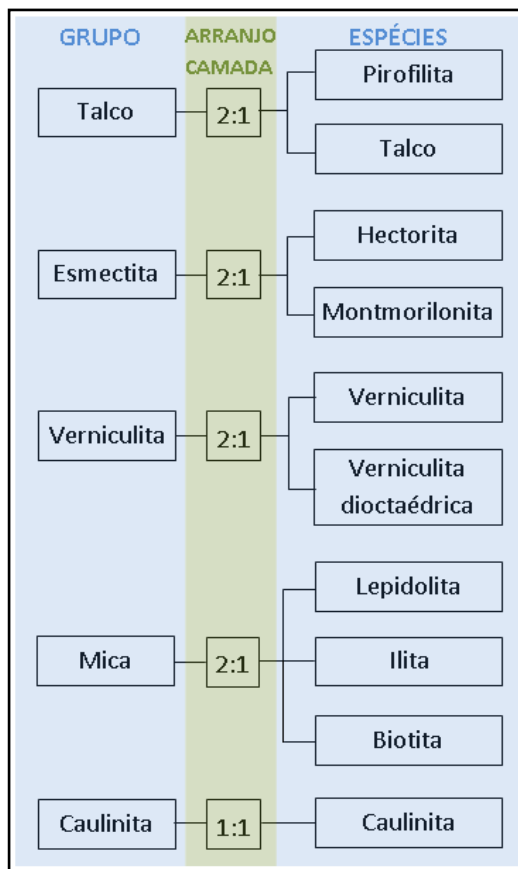 GRUPO
ARRANJO
CAMADA
ESPÉCIES
Talco
2:1
Pirofilita
Talco
Esmectita
2:1
Hectorita
Montmorilonita
Verniculita
2:1
Verniculita
Verniculita
dioctaédrica
Mica
2:1
Lepidolita
Ilita
Biotita
Caulinita
1:1
Caulinita